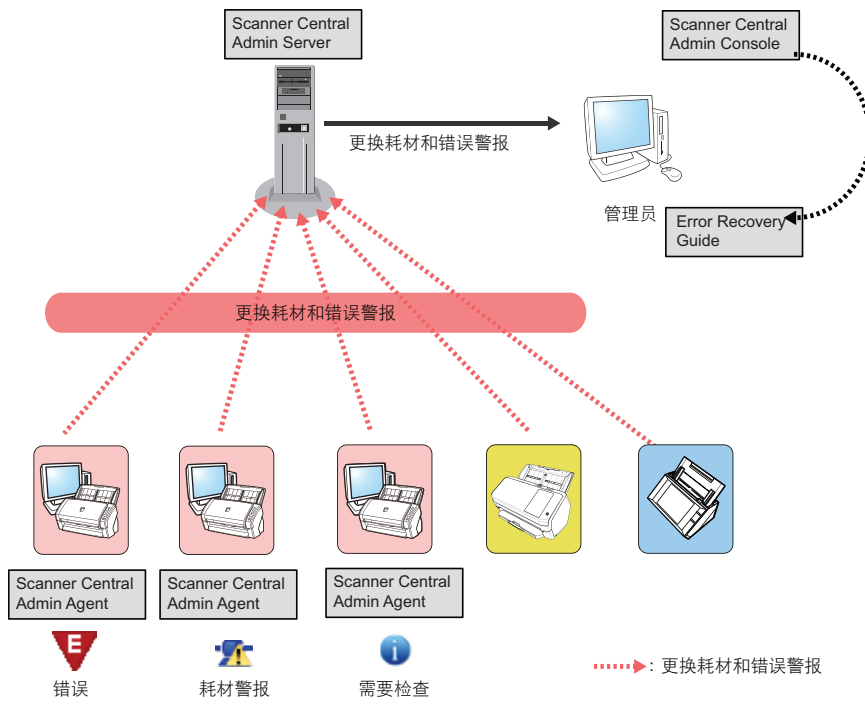 Scanner Central
Admin Server
Scanner Central
Admin Console
更换耗材和错误警报
管理员
Error Recovery
Guide
更换耗材和错误警报
Scanner Central
Admin Agent
Scanner Central
Admin Agent
Scanner Central
Admin Agent
E
i
错误
耗材警报
需要检查
: 更换耗材和错误警报